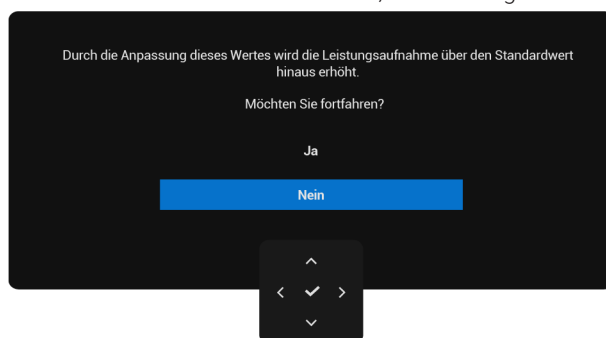 Durch die Anpassung dieses Wertes wird die Leistungsaufnahme über den Standardwert
hinaus erhöht.
Möchten Sie fortfahren?
Ja
Nein